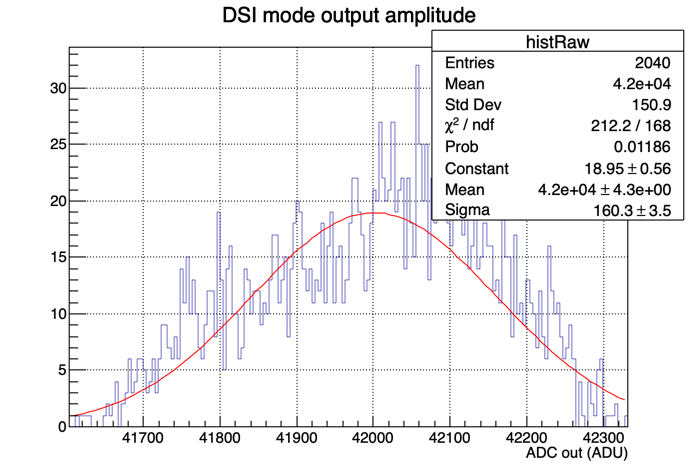 DSI mode output amplitude
histRaw
Entries 2040
Mean 4.2e+04
Std Dev 150.9
χ² / ndf 212.2 / 168
Prob 0.01186
Constant 18.95 ± 0.56
Mean 4.2e+04 ± 4.3e+00
Sigma 160.3 ± 3.5
30
25
20
15
10
5
0
41700 41800 41900 42000 42100 42200 42300
ADC out (ADU)